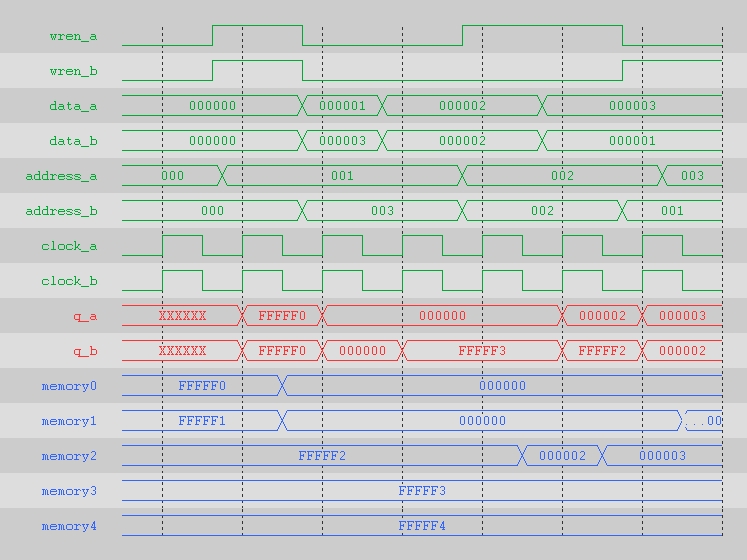 wren_a
wren_b
data_a 000000 000001 000002 000003
data_b 000000 000003 000002 000001
address_a 000 001 002 003
address_b 000 003 002 001
clock_a
clock_b
q_a XXXXXX FFFFF0 000000 000002 000003
q_b XXXXXX FFFFF0 000000 FFFFF3 FFFFF2 000002
memory0 FFFFF0 000000
memory1 FFFFF1 000000 ...00
memory2 FFFFF2 000002 000003
memory3 FFFFF3
memory4 FFFFF4